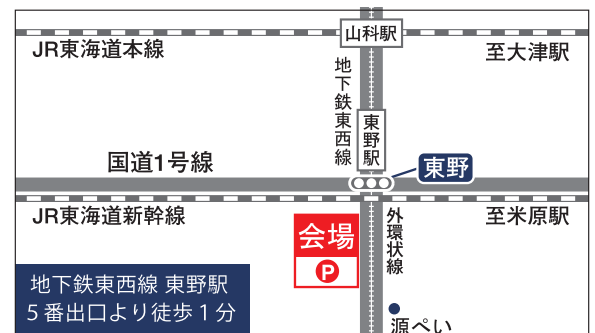 山科駅
JR東海道本線
至大津駅
地下鉄東西線
東野駅
国道1号線
東野
JR東海道新幹線
至米原駅
会場
P
外環状線
地下鉄東西線 東野駅
5番出口より徒歩1分
源ぺい